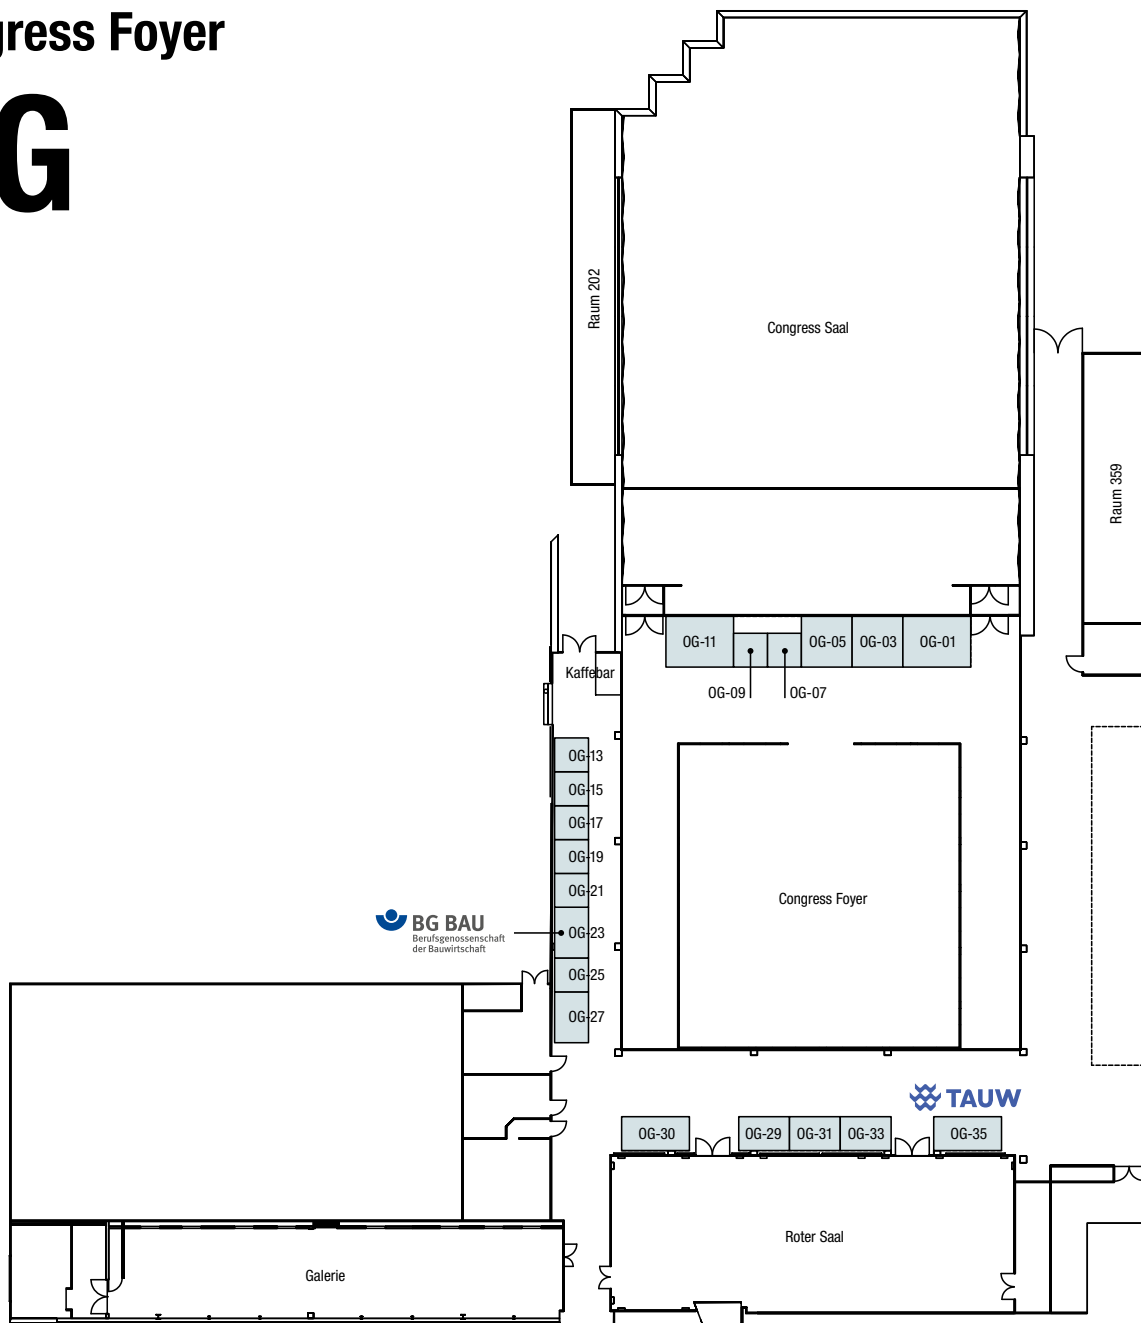 gress Foyer
G
Raum 202
Congress Saal
Raum 359
OG-11
OG-05
OG-03
OG-01
Kaffebar
OG-09
OG-07
OG-13
OG-15
OG-17
OG-19
OG-21
Congress Foyer
BG BAU
Berufsgenossenschaft
der Bauwirtschaft
OG-23
OG-25
OG-27
TAUW
OG-30
OG-29
OG-31
OG-33
OG-35
Roter Saal
Galerie